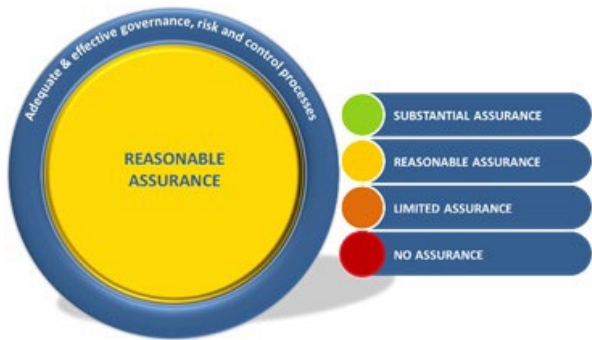 Adequate & effective governance, risk and control processes
REASONABLE
ASSURANCE
SUBSTANTIAL ASSURANCE
REASONABLE ASSURANCE
LIMITED ASSURANCE
NO ASSURANCE